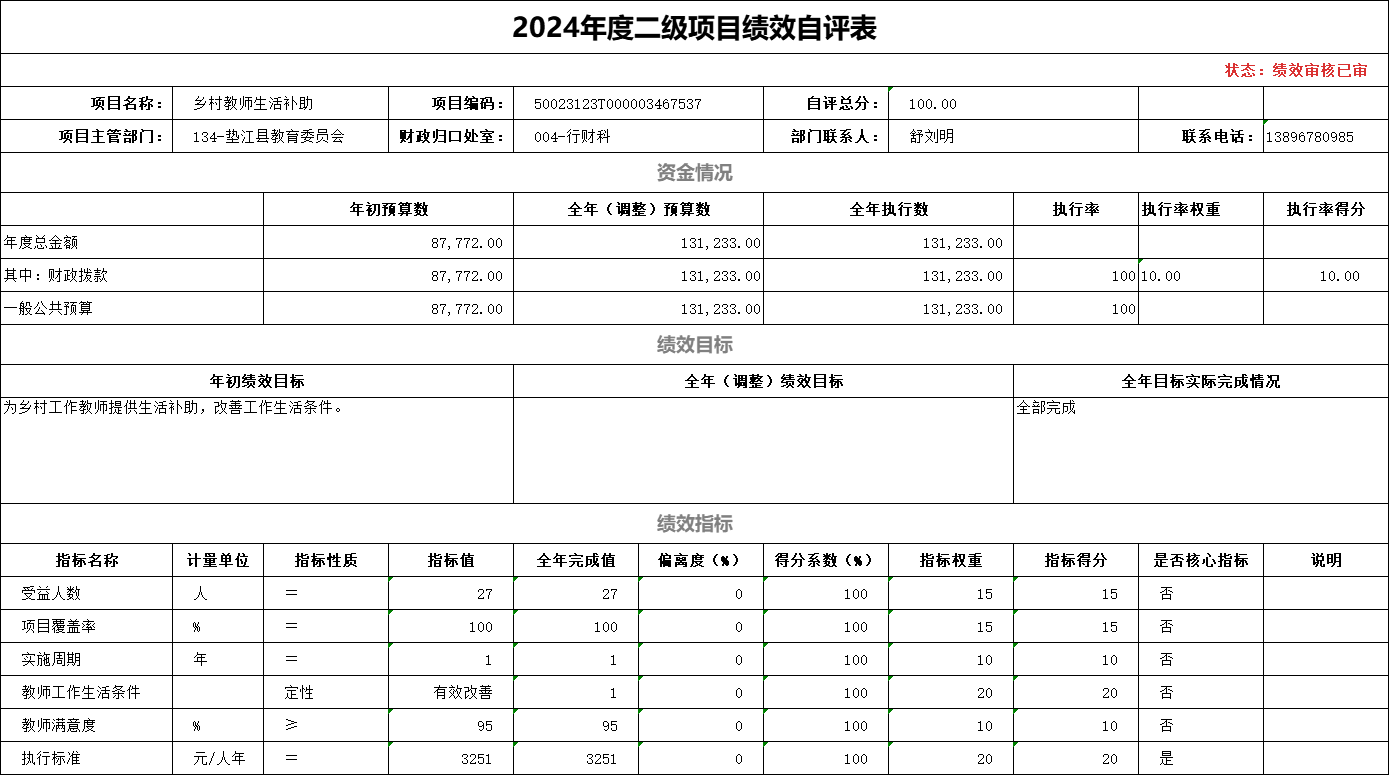 2024年度二级项目绩效自评表
状态：绩效审核已审
项目名称： 乡村教师生活补助 项目编码： 50023123T000003467537 自评总分： 100.00
项目主管部门： 134-垫江县教育委员会 财政归口处室： 004-行财科 部门联系人： 舒刘明 联系电话： 13896780985
资金情况
年初预算数 全年（调整）预算数 全年执行数 执行率 执行率权重 执行率得分
年度总金额 87,772.00 131,233.00 131,233.00
其中：财政拨款 87,772.00 131,233.00 131,233.00 100 10.00 10.00
一般公共预算 87,772.00 131,233.00 131,233.00 100
绩效目标
年初绩效目标 全年（调整）绩效目标 全年目标实际完成情况
为乡村工作教师提供生活补助，改善工作生活条件。 全部完成
绩效指标
指标名称 计量单位 指标性质 指标值 全年完成值 偏离度（%） 得分系数（%） 指标权重 指标得分 是否核心指标 说明
受益人数 人 ＝ 27 27 0 100 15 15 否
项目覆盖率 % ＝ 100 100 0 100 15 15 否
实施周期 年 ＝ 1 1 0 100 10 10 否
教师工作生活条件 定性 有效改善 1 0 100 20 20 否
教师满意度 % ≥ 95 95 0 100 10 10 否
执行标准 元/人年 ＝ 3251 3251 0 100 20 20 是